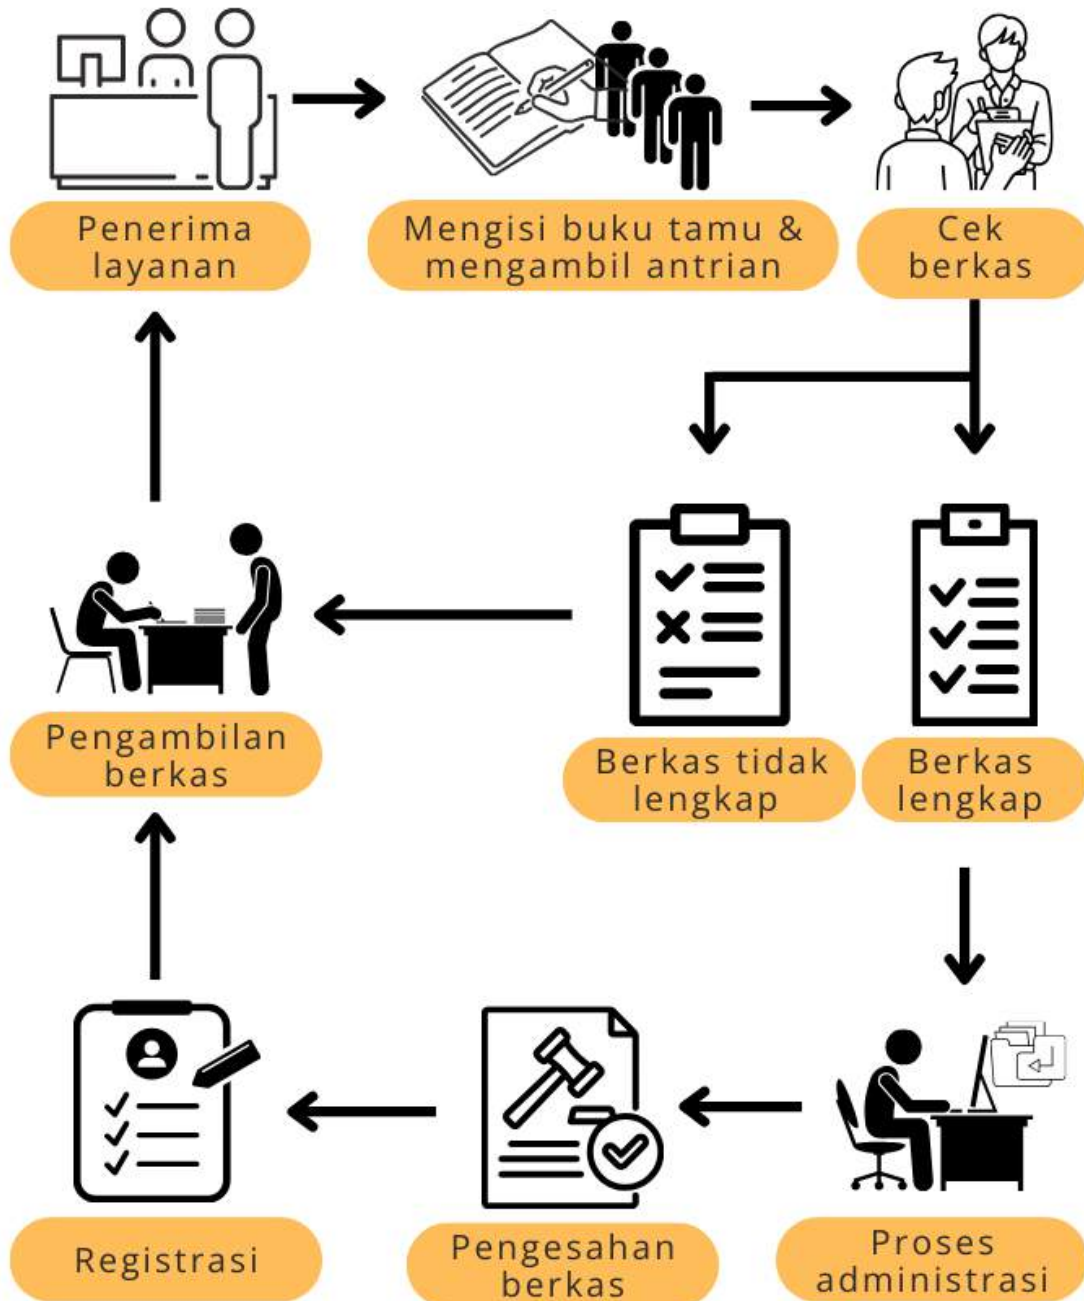 Penerima
layanan
Mengisi buku tamu &
mengambil antrian
Cek
berkas
Pengambilan
berkas
Berkas tidak
lengkap
Berkas
lengkap
Registrasi
Pengesahan
berkas
Proses
administrasi